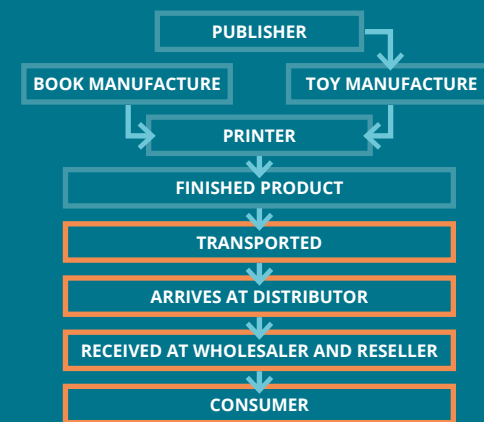 PUBLISHER
BOOK MANUFACTURE
TOY MANUFACTURE
PRINTER
FINISHED PRODUCT
TRANSPORTED
ARRIVES AT DISTRIBUTOR
RECEIVED AT WHOLESALER AND RESELLER
CONSUMER